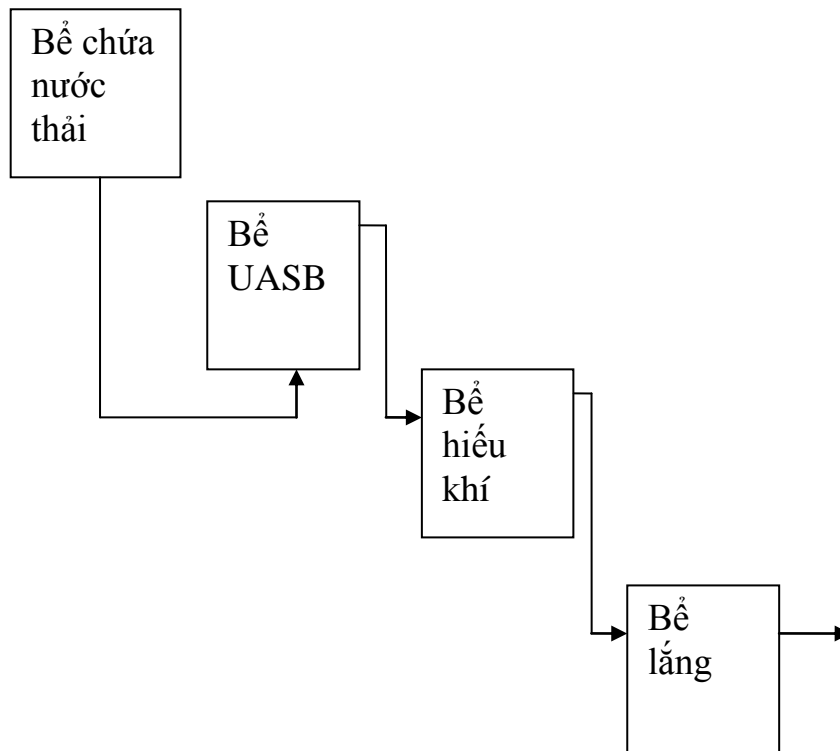 Bể chứa
nước
thải
Bể
UASB
Bể
hiếu
khí
Bể
lắng